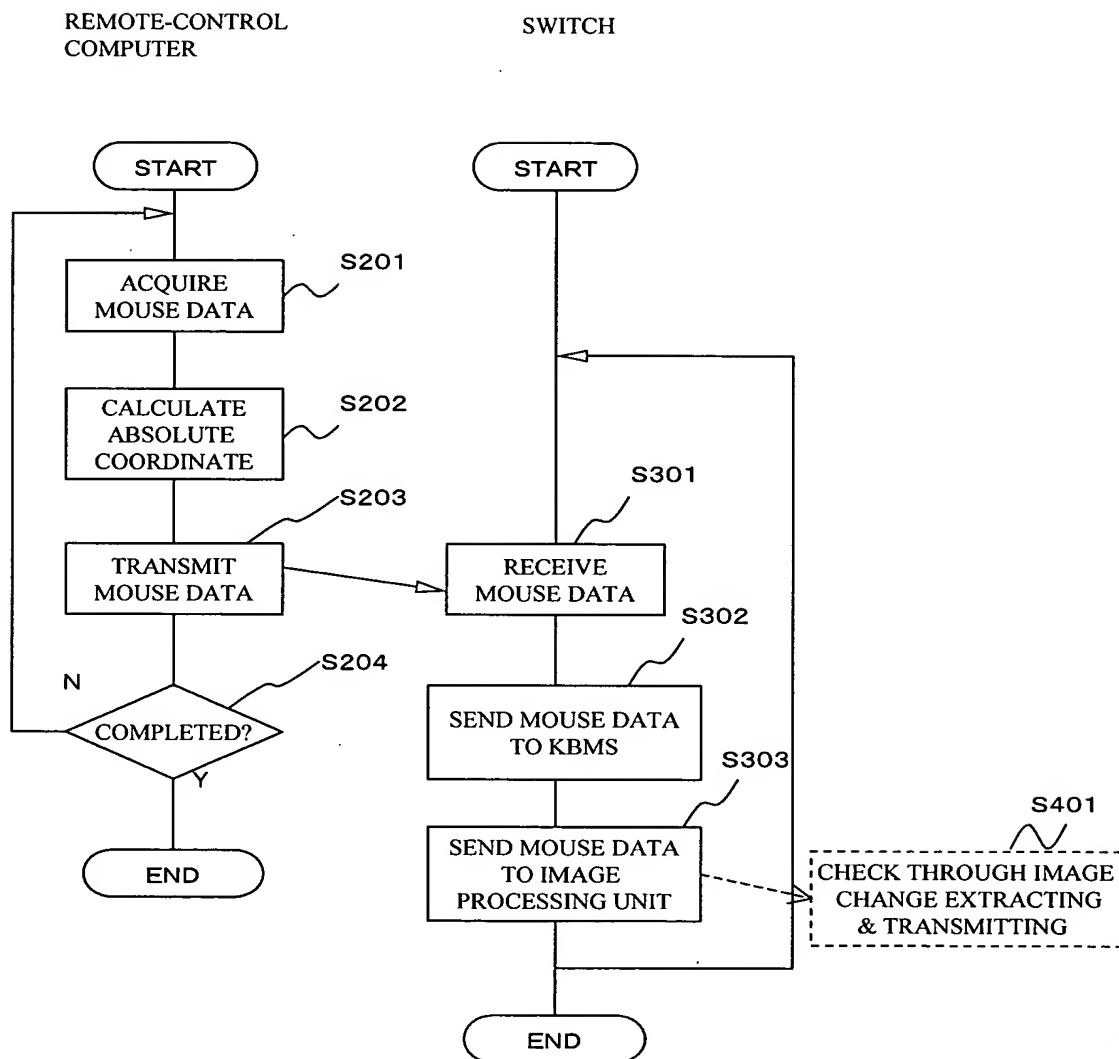 REMOTE-CONTROL
COMPUTER
SWITCH
START
S201
ACQUIRE
MOUSE DATA
S202
CALCULATE
ABSOLUTE
COORDINATE
S203
TRANSMIT
MOUSE DATA
S204
N
COMPLETED?
Y
END
START
S301
RECEIVE
MOUSE DATA
S302
SEND MOUSE DATA
TO KBMS
S303
SEND MOUSE DATA
TO IMAGE
PROCESSING UNIT
END
S401
CHECK THROUGH IMAGE
CHANGE EXTRACTING
& TRANSMITTING